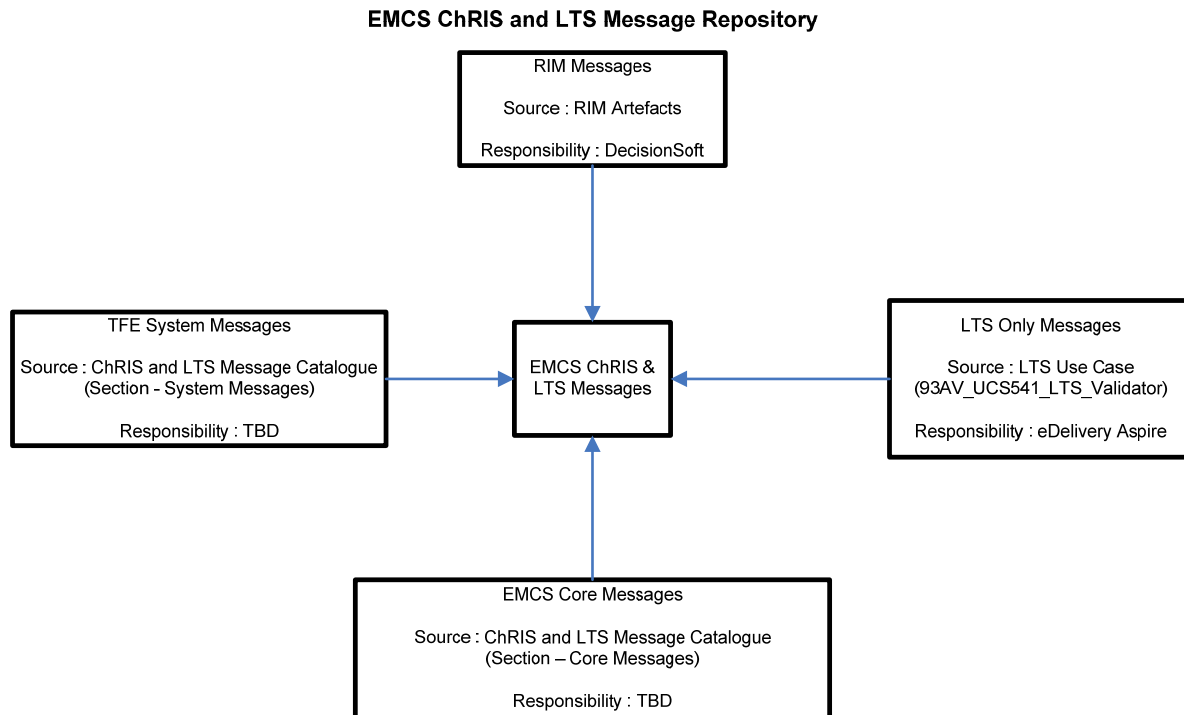 EMCS ChRIS and LTS Message Repository
RIM Messages
Source : RIM Artefacts
Responsibility : DecisionSoft
TFE System Messages
Source : ChRIS and LTS Message Catalogue
(Section - System Messages)
Responsibility : TBD
EMCS ChRIS &
LTS Messages
LTS Only Messages
Source : LTS Use Case
(93AV_UCS541_LTS_Validator)
Responsibility : eDelivery Aspire
EMCS Core Messages
Source : ChRIS and LTS Message Catalogue
(Section – Core Messages)
Responsibility : TBD